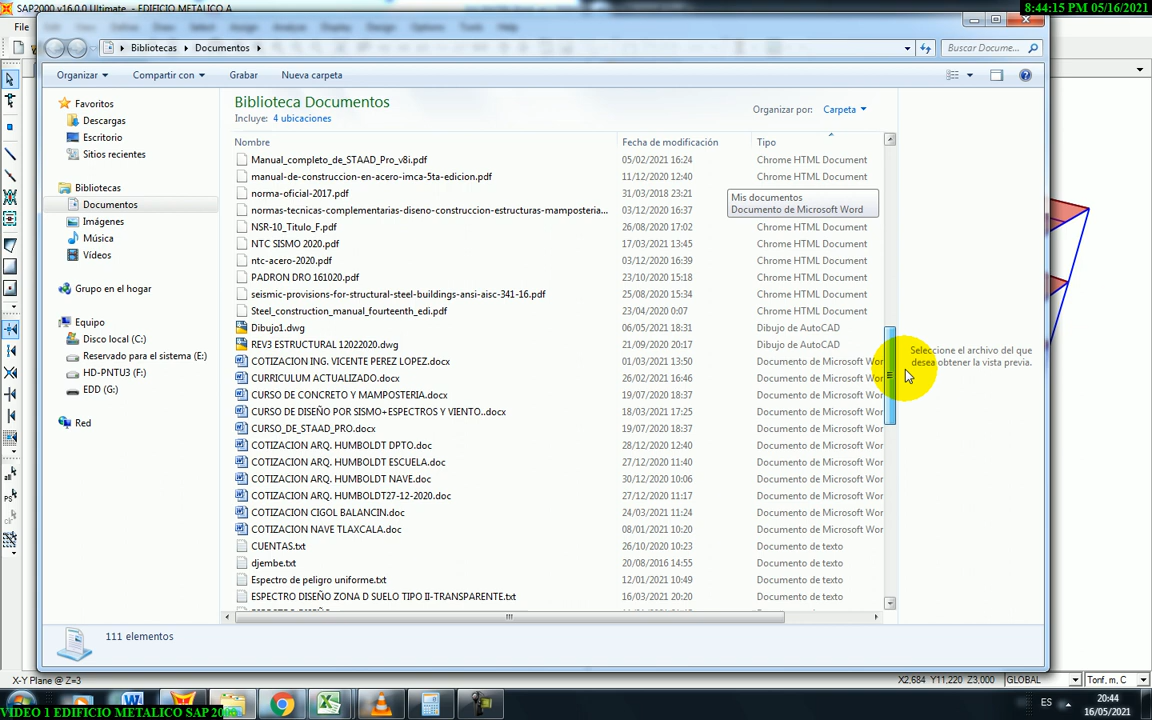 SAP2000 v16.0.0 Ultimate - EDIFICIO METALICO A
8:44:15 PM 05/16/2021
File
Bibliotecas
Documentos
Buscar Docume...
Organizar
Compartir con
Grabar
Nueva carpeta
Favoritos
Descargas
Escritorio
Sitios recientes
Bibliotecas
Documentos
Imágenes
Música
Vídeos
Grupo en el hogar
Equipo
Disco local (C:)
Reservado para el sistema (E:)
HD-PNTU3 (F:)
EDD (G:)
Red
Biblioteca Documentos
Incluye: 4 ubicaciones
Organizar por: Carpeta
Nombre Fecha de modificación Tipo
Manual_completo_de_STAAD_Pro_v8i.pdf 05/02/2021 16:24 Chrome HTML Document
manual-de-construccion-en-acero-imca-5ta-edicion.pdf 11/12/2020 12:40 Chrome HTML Document
norma-oficial-2017.pdf 31/03/2018 23:21
normas-tecnicas-complementarias-diseno-construccion-estructuras-mamposteria... 03/12/2020 16:37
NSR-10_Titulo_F.pdf 26/08/2020 17:02 Chrome HTML Document
NTC SISMO 2020.pdf 17/03/2021 13:45 Chrome HTML Document
ntc-acero-2020.pdf 03/12/2020 16:39 Chrome HTML Document
PADRON DRO 161020.pdf 23/10/2020 15:18 Chrome HTML Document
seismic-provisions-for-structural-steel-buildings-ansi-aisc-341-16.pdf 25/08/2020 15:34 Chrome HTML Document
Steel_construction_manual_fourteenth_edi.pdf 23/04/2020 0:07 Chrome HTML Document
Dibujo1.dwg 06/05/2021 18:31 Dibujo de AutoCAD
REV3 ESTRUCTURAL 12022020.dwg 21/09/2020 20:17 Dibujo de AutoCAD
COTIZACION ING. VICENTE PEREZ LOPEZ.docx 01/03/2021 13:50 Documento de Microsoft Wor
CURRICULUM ACTUALIZADO.docx 26/02/2021 16:46 Documento de Microsoft Wor
CURSO DE CONCRETO Y MAMPOSTERIA.docx 19/07/2020 18:37 Documento de Microsoft Wor
CURSO DE DISEÑO POR SISMO+ESPECTROS Y VIENTO..docx 18/03/2021 17:25 Documento de Microsoft Wor
CURSO_DE_STAAD_PRO.docx 19/07/2020 18:37 Documento de Microsoft Wor
COTIZACION ARQ. HUMBOLDT DPTO.doc 28/12/2020 12:40 Documento de Microsoft Wor
COTIZACION ARQ. HUMBOLDT ESCUELA.doc 27/12/2020 11:40 Documento de Microsoft Wor
COTIZACION ARQ. HUMBOLDT NAVE.doc 30/12/2020 10:06 Documento de Microsoft Wor
COTIZACION ARQ. HUMBOLDT27-12-2020.doc 27/12/2020 11:17 Documento de Microsoft Wor
COTIZACION CIGOL BALANCIN.doc 24/03/2021 11:24 Documento de Microsoft Wor
COTIZACION NAVE TLAXCALA.doc 08/01/2021 10:20 Documento de Microsoft Wor
CUENTAS.txt 26/10/2020 10:23 Documento de texto
djembe.txt 20/08/2016 14:55 Documento de texto
Espectro de peligro uniforme.txt 12/01/2021 10:49 Documento de texto
ESPECTRO DISEÑO ZONA D SUELO TIPO II-TRANSPARENTE.txt 16/03/2021 20:20 Documento de texto
Mis documentos
Documento de Microsoft Word
Seleccione el archivo del que
desea obtener la vista previa.
111 elementos
X-Y Plane @ Z=3
X2,684 Y11,220 Z3,000
GLOBAL
Tonf, m, C
VIDEO 1 EDIFICIO METALICO SAP 2000
ES
20:44
16/05/2021